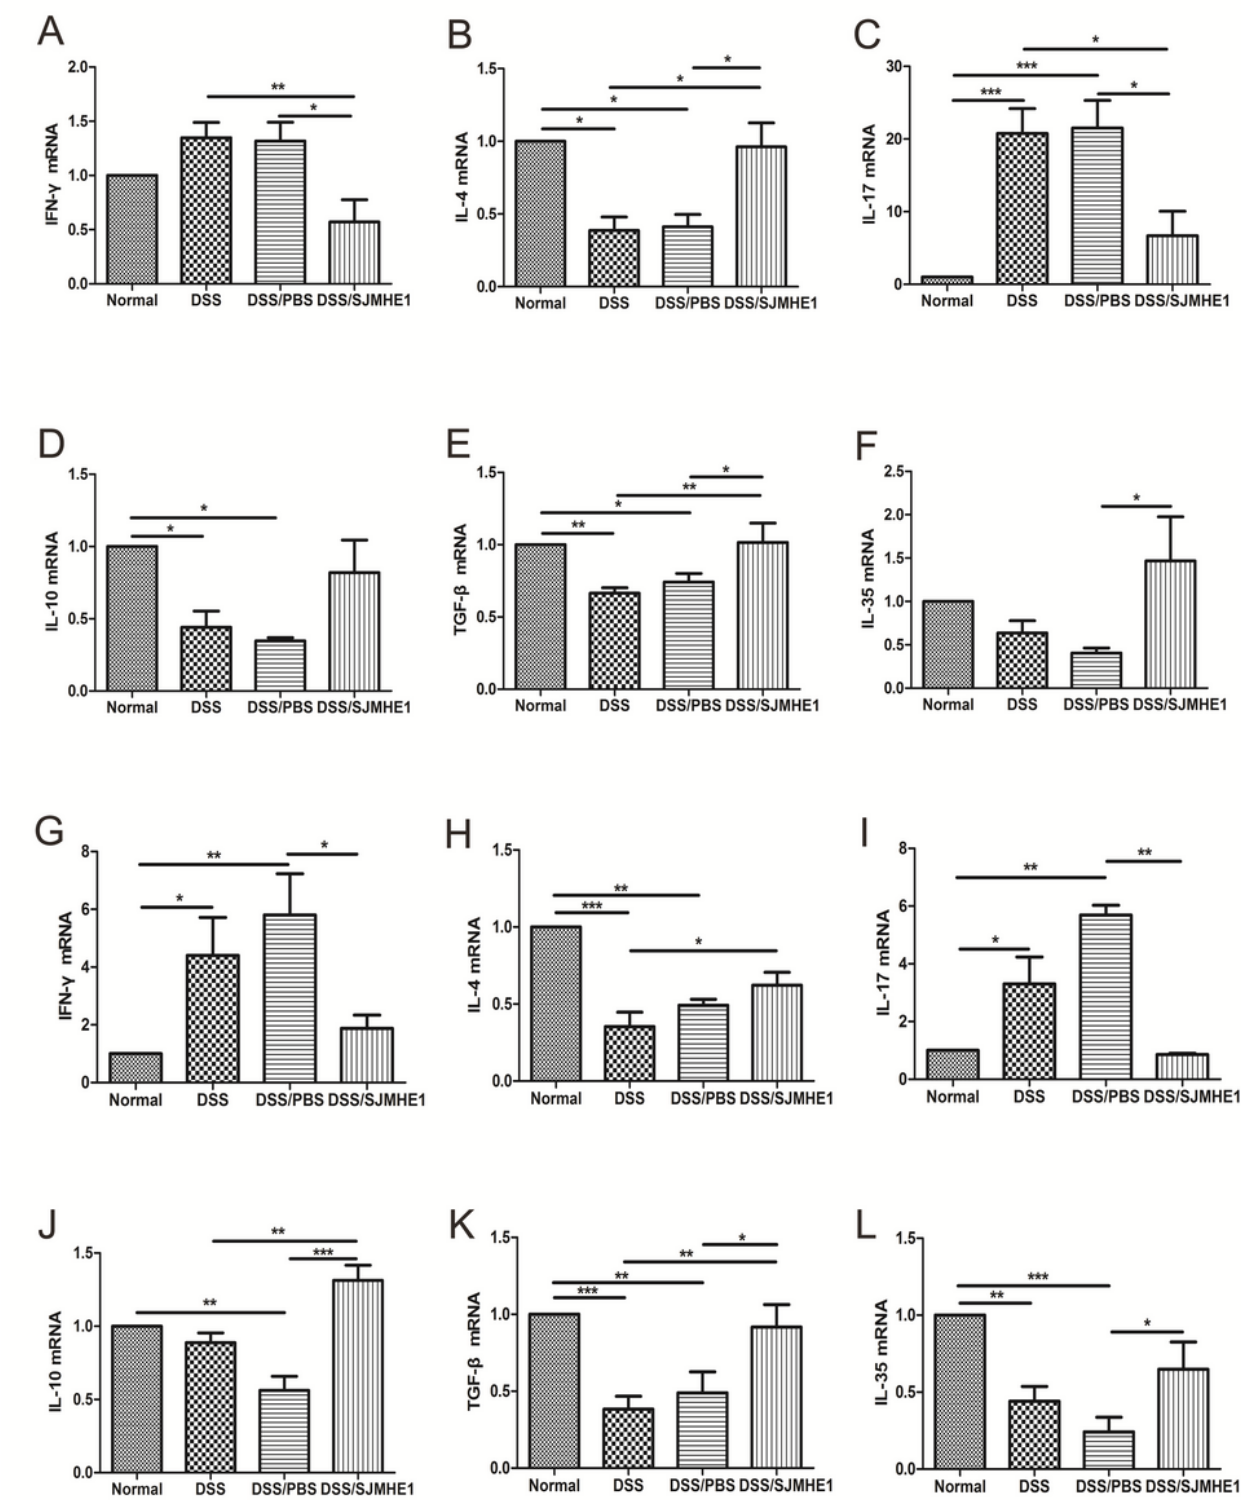 A
IFN-γ mRNA
2.0
1.5
1.0
0.5
0.0
**
*
Normal DSS DSS/PBS DSS/SJMHE1
B
IL-4 mRNA
1.5
1.0
0.5
0.0
*
*
*
*
Normal DSS DSS/PBS DSS/SJMHE1
C
IL-17 mRNA
30
20
10
0
*
***
***
*
Normal DSS DSS/PBS DSS/SJMHE1
D
IL-10 mRNA
1.5
1.0
0.5
0.0
*
*
Normal DSS DSS/PBS DSS/SJMHE1
E
TGF-β mRNA
1.5
1.0
0.5
0.0
*
**
*
**
Normal DSS DSS/PBS DSS/SJMHE1
F
IL-35 mRNA
2.5
2.0
1.5
1.0
0.5
0.0
*
Normal DSS DSS/PBS DSS/SJMHE1
G
IFN-γ mRNA
8
6
4
2
0
*
**
*
Normal DSS DSS/PBS DSS/SJMHE1
H
IL-4 mRNA
1.5
1.0
0.5
0.0
**
***
*
Normal DSS DSS/PBS DSS/SJMHE1
I
IL-17 mRNA
8
6
4
2
0
**
**
*
Normal DSS DSS/PBS DSS/SJMHE1
J
IL-10 mRNA
1.5
1.0
0.5
0.0
**
***
**
Normal DSS DSS/PBS DSS/SJMHE1
K
TGF-β mRNA
1.5
1.0
0.5
0.0
*
**
**
***
Normal DSS DSS/PBS DSS/SJMHE1
L
IL-35 mRNA
1.5
1.0
0.5
0.0
***
**
*
Normal DSS DSS/PBS DSS/SJMHE1